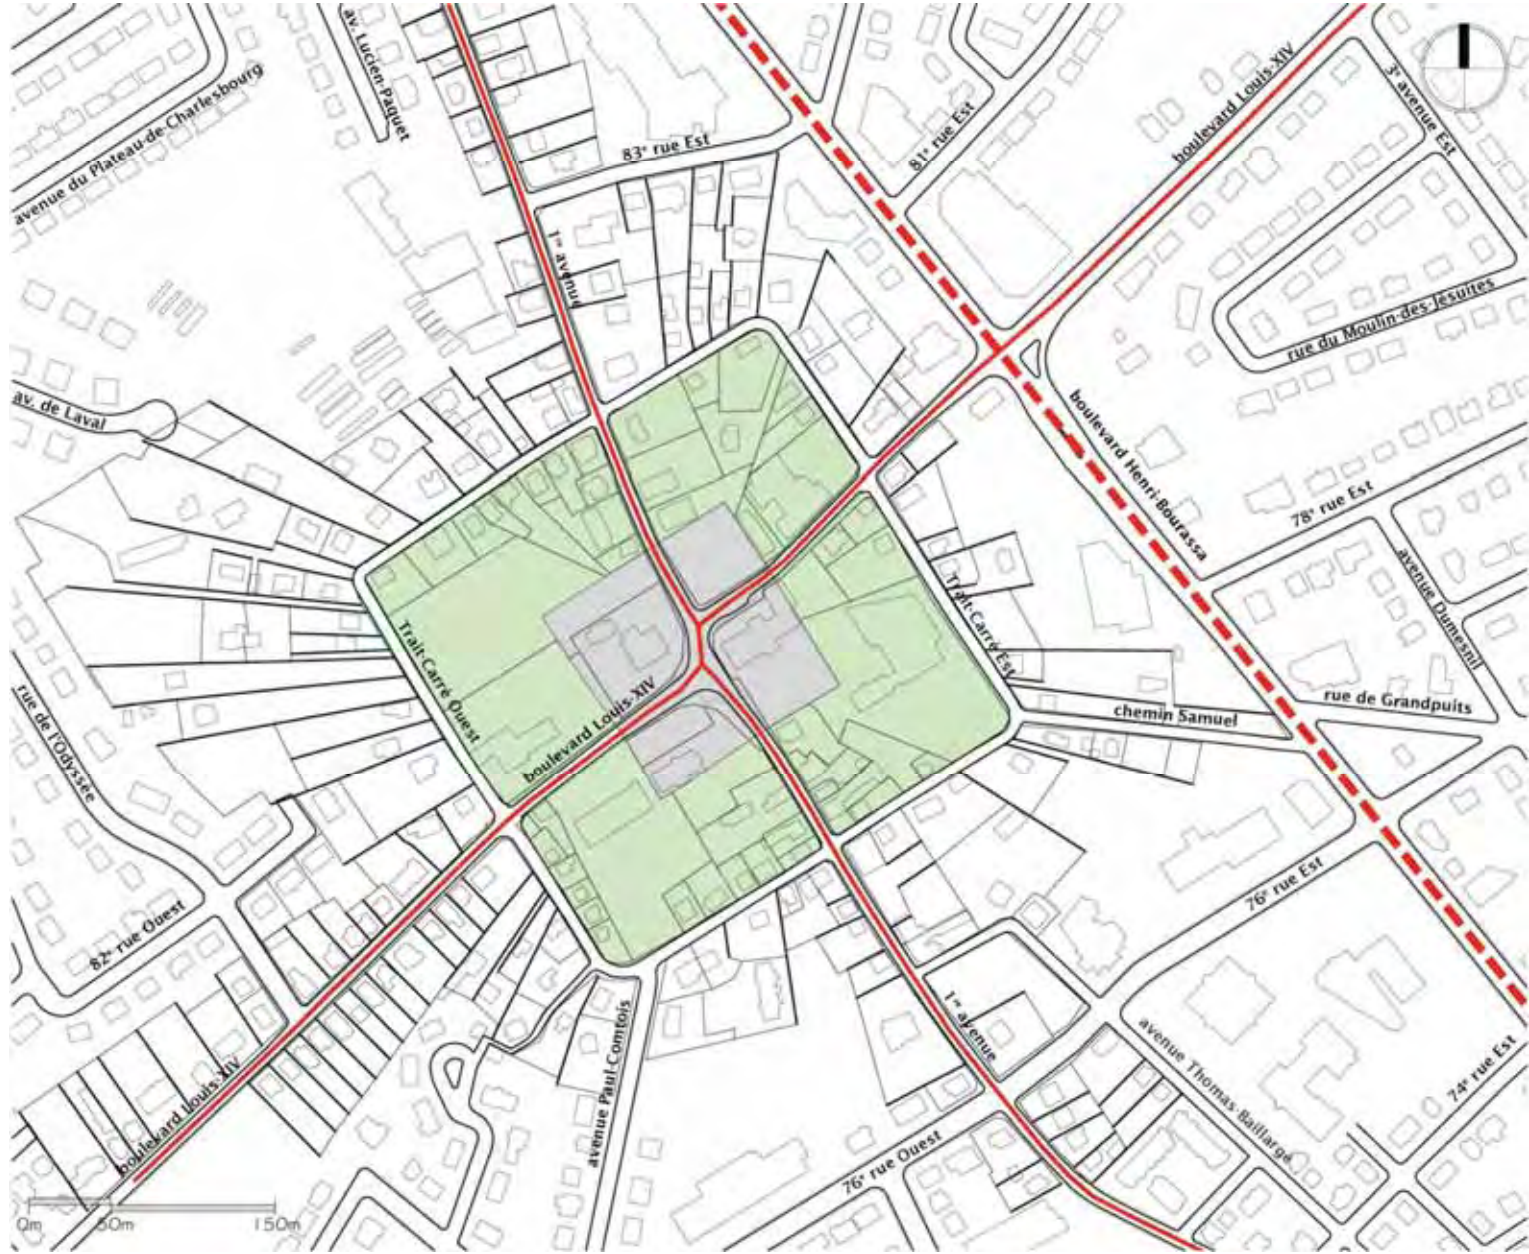 av. Lucien-Paquet
avenue du Plateau-de-Charlesbourg
83e rue Est
81e rue Est
boulevard Louis-XIV
3e avenue Est
1re avenue
rue du Moulin-des-Jésuites
av. de Laval
boulevard Henri-Bourassa
78e rue Est
avenue Dumesnil
Trait-Carré Ouest
Trait-Carré Est
rue de l'Odyssée
boulevard Louis-XIV
chemin Samuel
rue de Grandpuits
82e rue Ouest
76e rue Est
1re avenue
avenue Paul-Comtois
avenue Thomas-Baillargé
74e rue Est
boulevard Louis-XIV
76e rue Ouest
0m 50m 150m